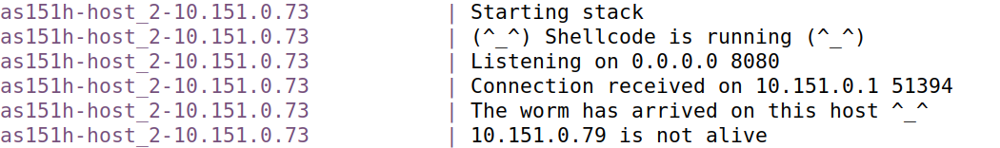 as151h-host_2-10.151.0.73 | Starting stack
as151h-host_2-10.151.0.73 | (^_^) Shellcode is running (^_^)
as151h-host_2-10.151.0.73 | Listening on 0.0.0.0 8080
as151h-host_2-10.151.0.73 | Connection received on 10.151.0.1 51394
as151h-host_2-10.151.0.73 | The worm has arrived on this host ^_^
as151h-host_2-10.151.0.73 | 10.151.0.79 is not alive